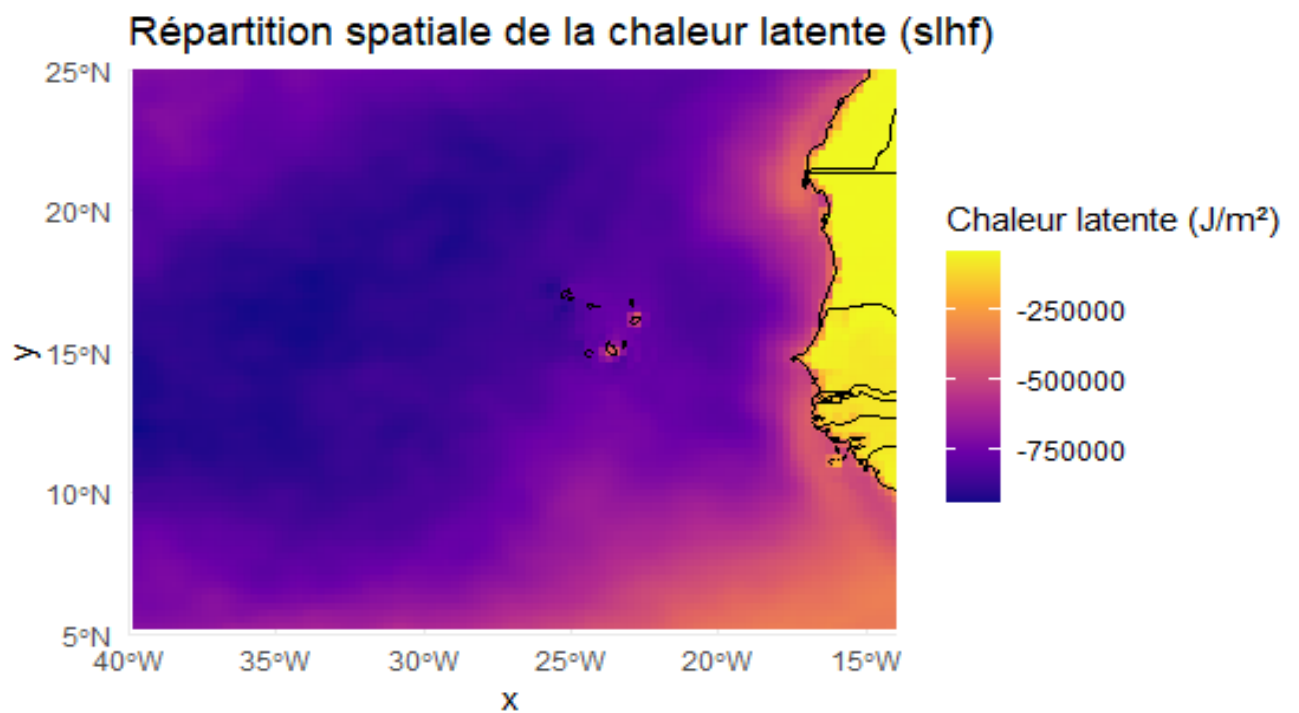 Répartition spatiale de la chaleur latente (slhf)
25°N
20°N
15°N
10°N
5°N
y
40°W 35°W 30°W 25°W 20°W 15°W
x
Chaleur latente (J/m²)
-250000
-500000
-750000